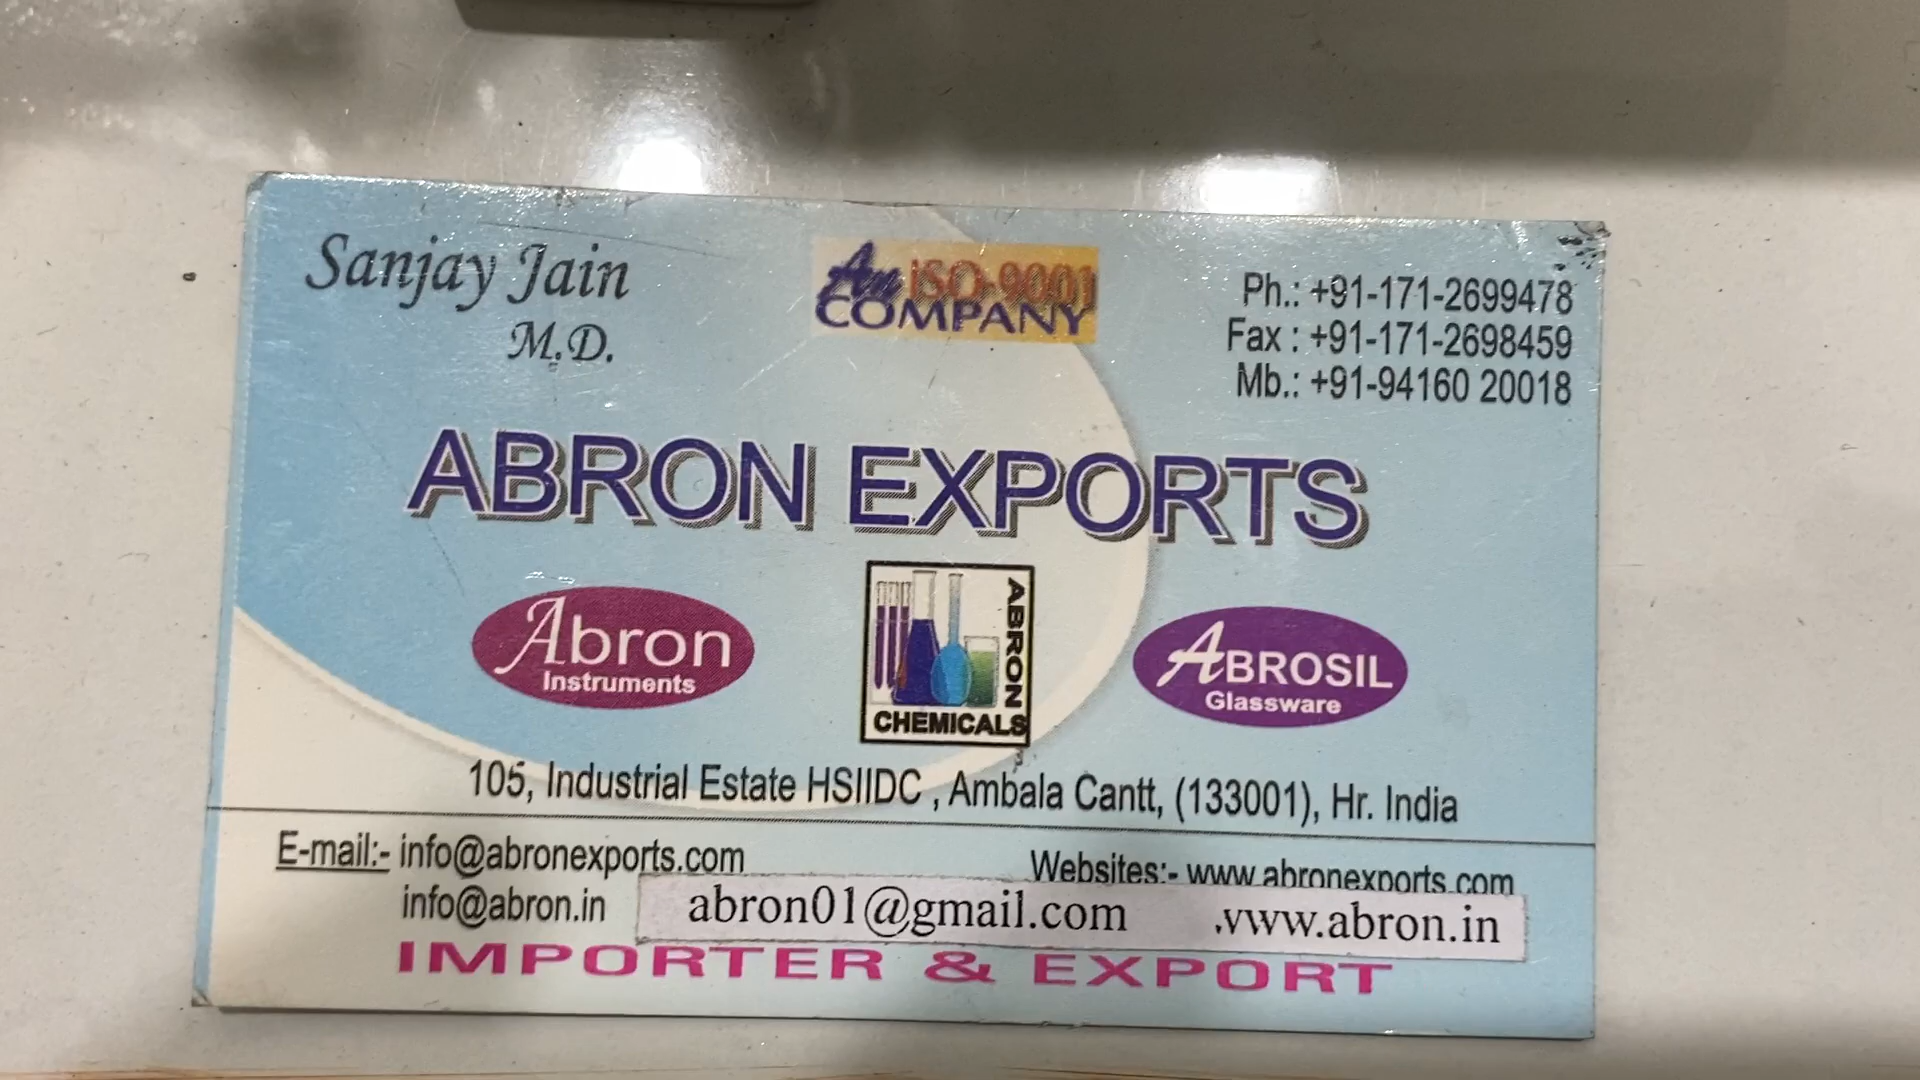 Sanjay Jain
M.D.
An ISO-9001
COMPANY
Ph.: +91-171-2699478
Fax : +91-171-2698459
Mb.: +91-94160 20018
ABRON EXPORTS
Abron
Instruments
ABRON
CHEMICALS
ABROSIL
Glassware
105, Industrial Estate HSIIDC , Ambala Cantt, (133001), Hr. India
E-mail:- info@abronexports.com
Websites:- www.abronexports.com
info@abron.in
abron01@gmail.com
.vww.abron.in
IMPORTER & EXPORT